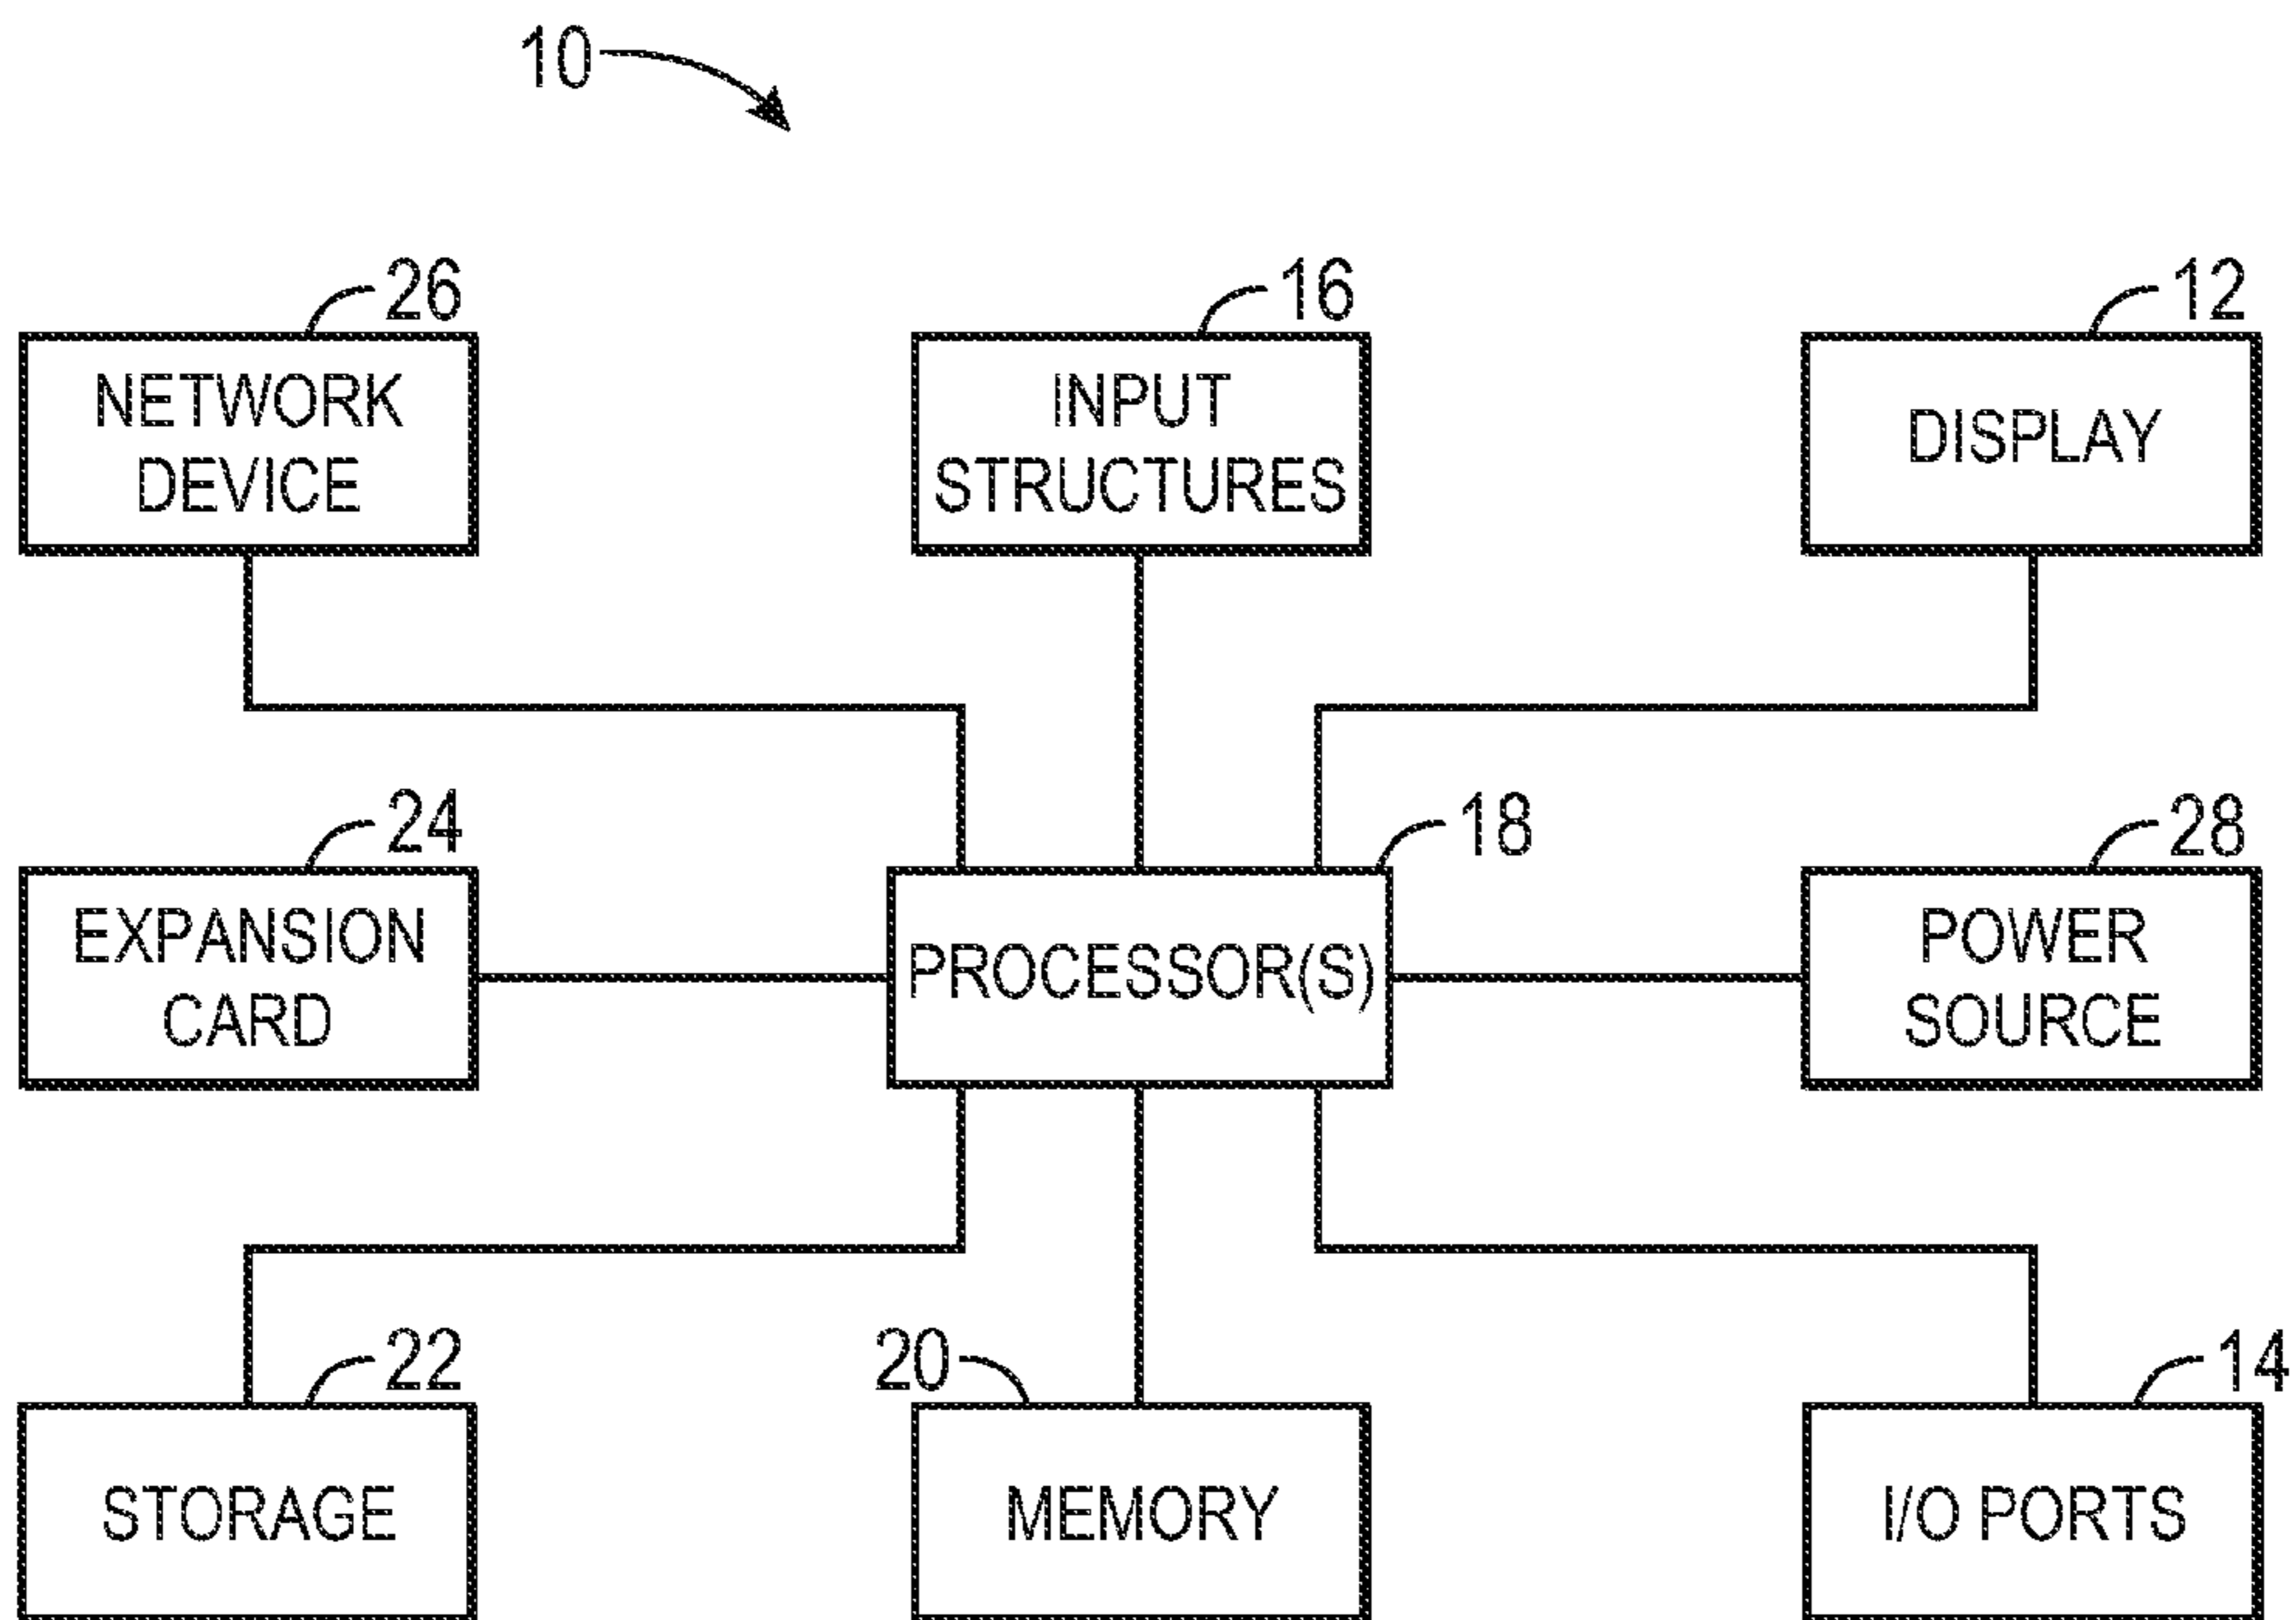 10
26
16
12
NETWORK
DEVICE
INPUT
STRUCTURES
DISPLAY
24
18
28
EXPANSION
CARD
PROCESSOR(S)
POWER
SOURCE
22
20
14
STORAGE
MEMORY
I/O PORTS